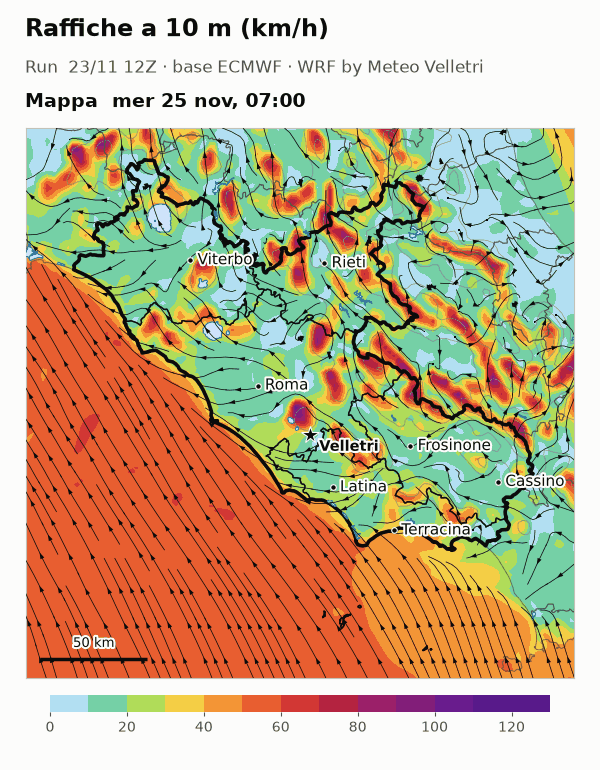 Raffiche a 10 m (km/h)
Run  23/11 12Z · base ECMWF · WRF by Meteo Velletri
Mappa  mer 25 nov, 07:00
Viterbo
Rieti
Roma
Velletri
Frosinone
Cassino
Latina
Terracina
50 km
0 20 40 60 80 100 120